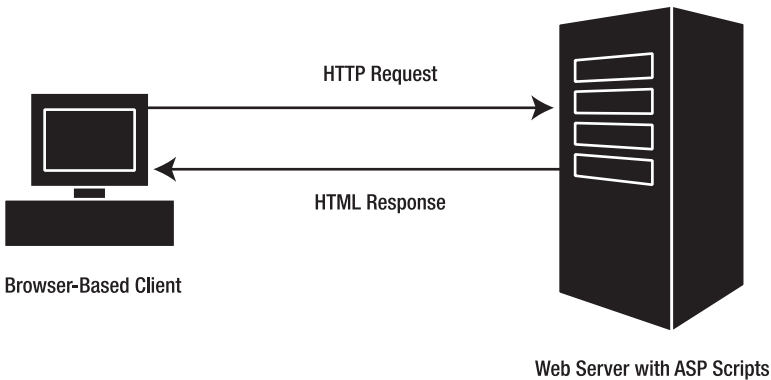 HTTP Request
HTML Response
Browser-Based Client
Web Server with ASP Scripts